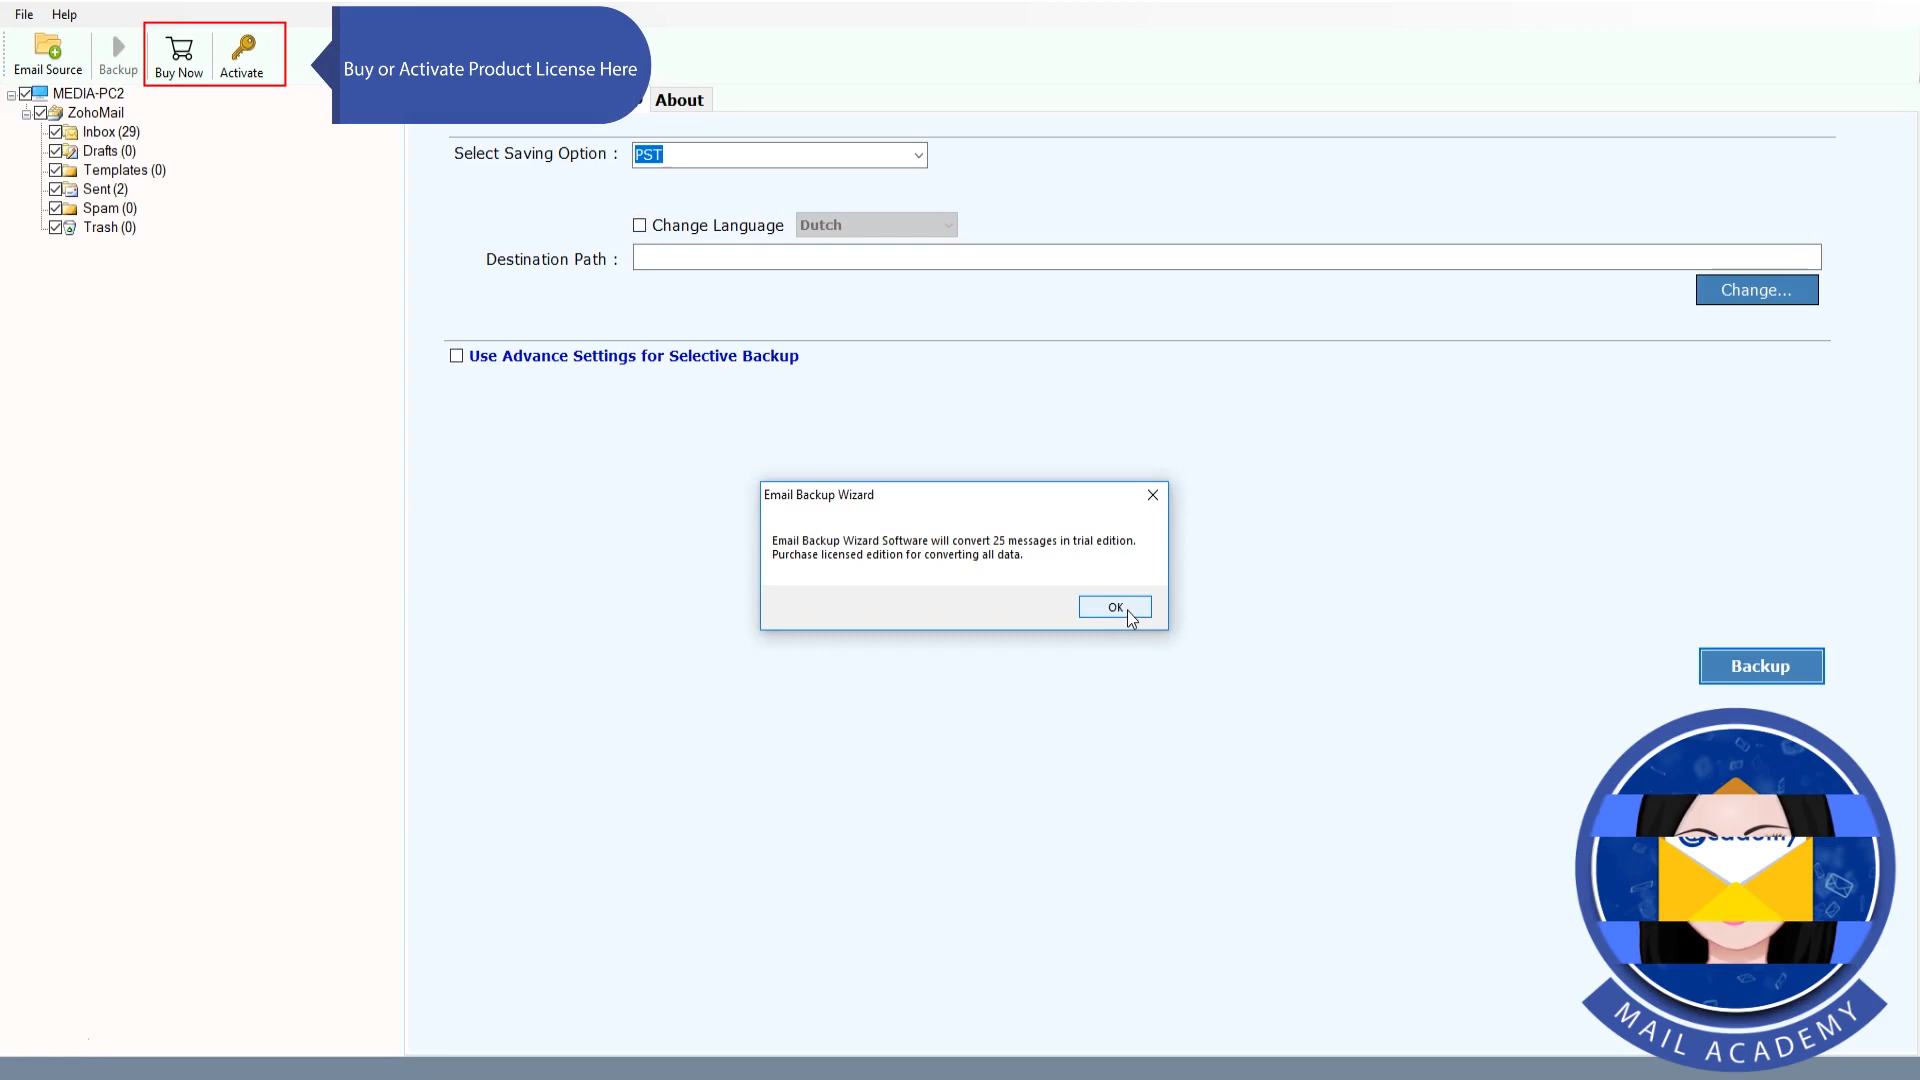 File Help
Email Source Backup Buy Now Activate
Buy or Activate Product License Here
About
MEDIA-PC2
ZohoMail
Inbox (29)
Drafts (0)
Templates (0)
Sent (2)
Spam (0)
Trash (0)
Select Saving Option : PST
Change Language Dutch
Destination Path :
Change...
Use Advance Settings for Selective Backup
Email Backup Wizard
Email Backup Wizard Software will convert 25 messages in trial edition.
Purchase licensed edition for converting all data.
OK
Backup
MAIL ACADEMY